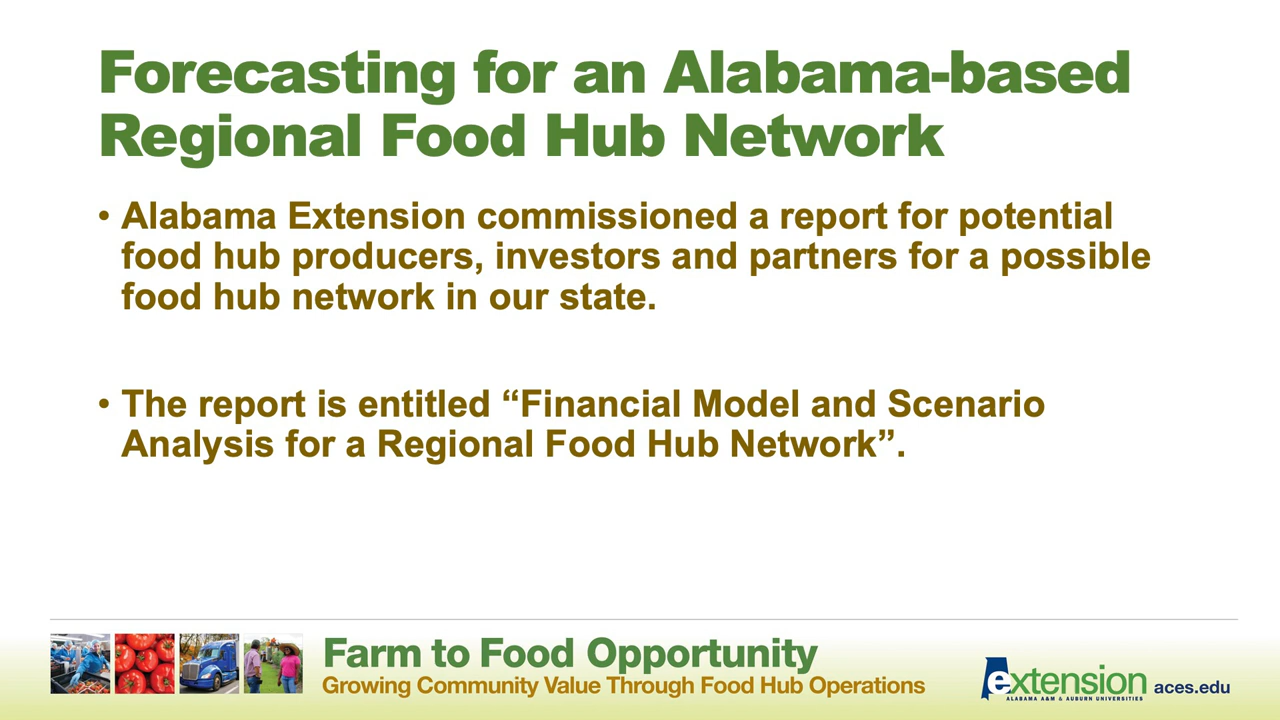 Forecasting for an Alabama-based
Regional Food Hub Network
• Alabama Extension commissioned a report for potential
food hub producers, investors and partners for a possible
food hub network in our state.
• The report is entitled “Financial Model and Scenario
Analysis for a Regional Food Hub Network”.
Farm to Food Opportunity
Growing Community Value Through Food Hub Operations
extension aces.edu
ALABAMA A&M & AUBURN UNIVERSITIES